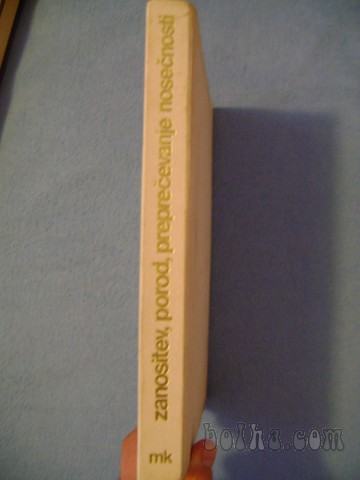 zanositev, porod, preprečevanje nosečnosti
mk
bolha.com